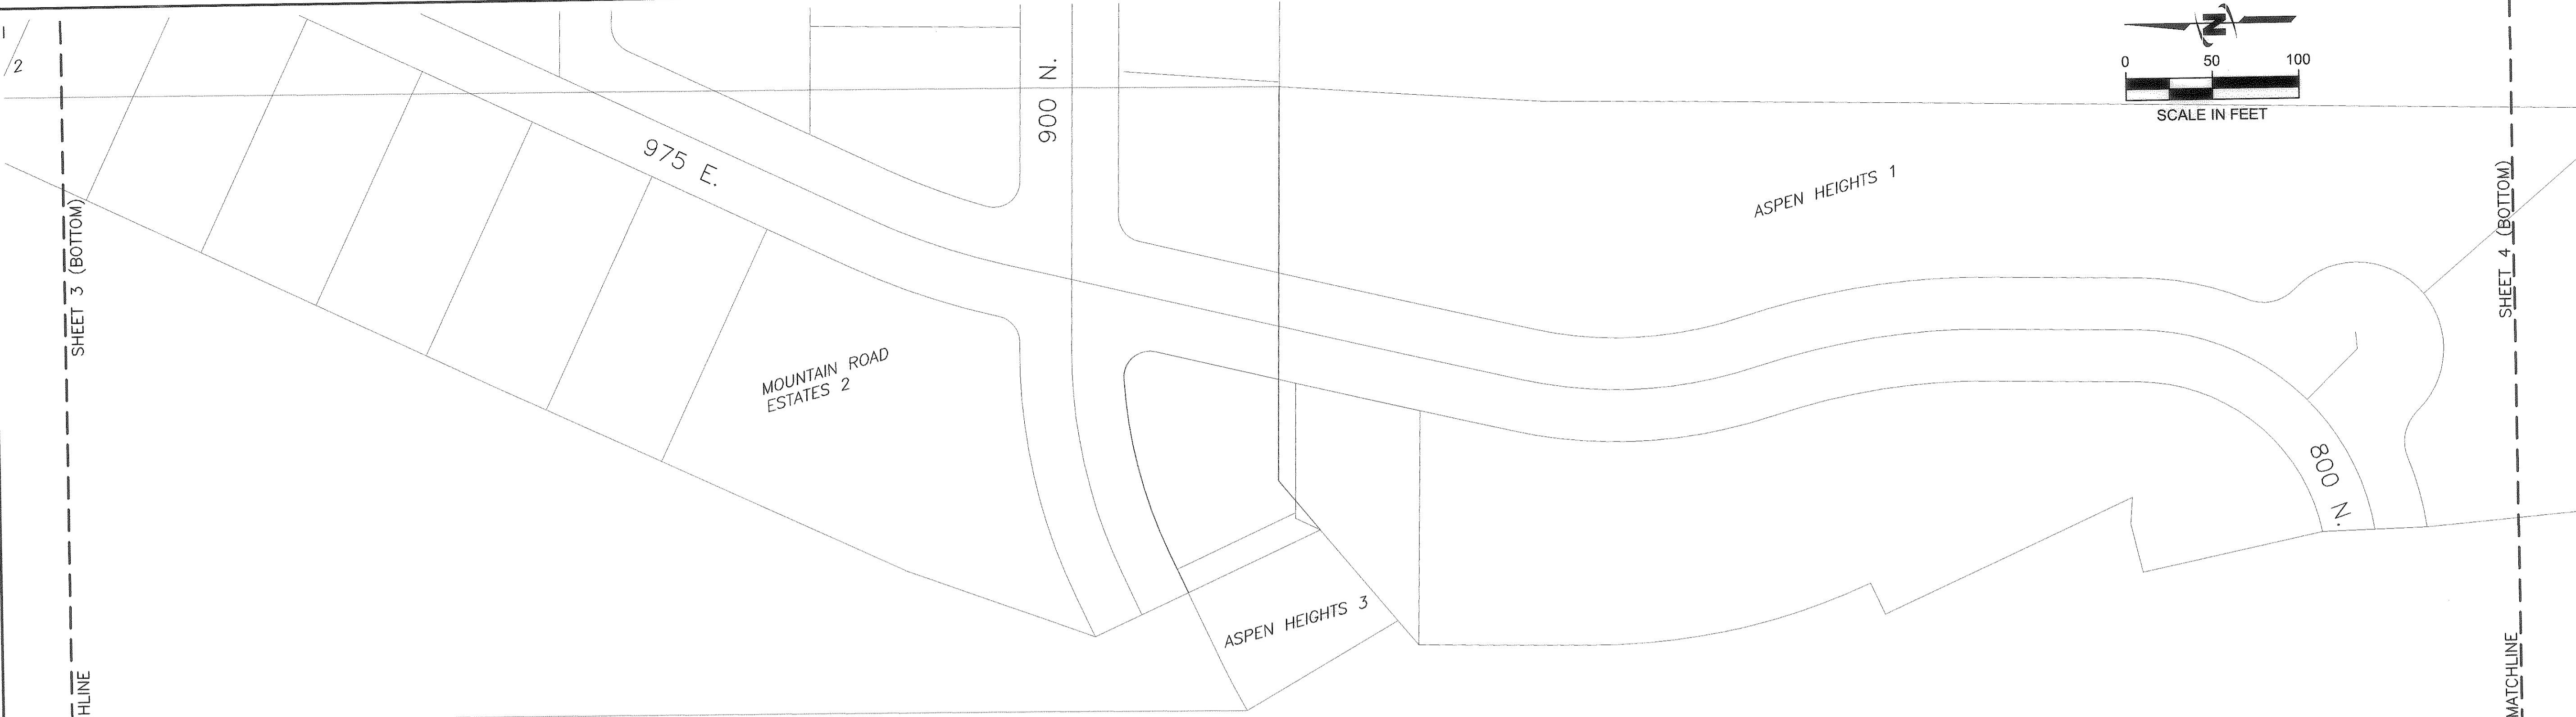 2
SHEET 3 (BOTTOM)
HLINE
975 E.
900 N.
MOUNTAIN ROAD
ESTATES 2
ASPEN HEIGHTS 3
ASPEN HEIGHTS 1
800 N.
N
0 50 100
SCALE IN FEET
SHEET 4 (BOTTOM)
MATCHLINE